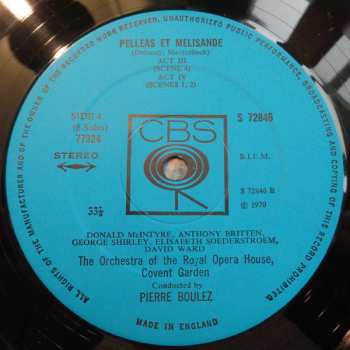 ALL RIGHTS OF THE MANUFACTURER AND OF THE OWNER OF THE RECORDED WORK RESERVED. UNAUTHORISED PUBLIC PERFORMANCE, BROADCASTING AND COPYING OF THIS RECORD PROHIBITED
PELLEAS ET MELISANDE
(Debussy, Maeterlinck)
ACT III
(SCENE 4)
ACT IV
(SCENES 1, 2)
SIDE 4
(6 Sides)
77324
S 72846
CBS
STEREO
B.I.E.M.
S 72846 B
33⅓
℗ 1970
DONALD McINTYRE, ANTHONY BRITTEN,
GEORGE SHIRLEY, ELISABETH SOEDERSTROEM,
DAVID WARD
The Orchestra of the Royal Opera House,
Covent Garden
Conducted by
PIERRE BOULEZ
MADE IN ENGLAND